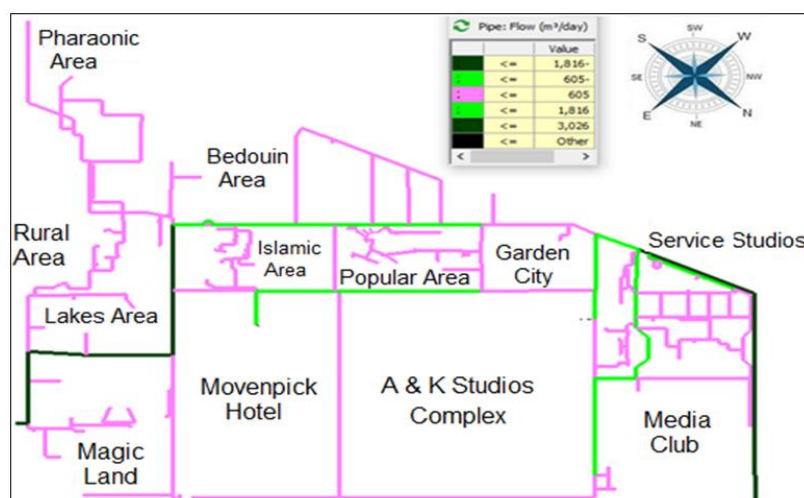 Pharaonic
Area
Pipe: Flow (m³/day)
Value
<= 1,816-
: <= 605-
: <= 605
: <= 1,816
<= 3,026
<= Other
SW
S W
SE NW
E N
NE
Bedouin
Area
Rural
Area
Islamic
Area
Popular Area
Garden
City
Service Studios
Lakes Area
Movenpick
Hotel
A & K Studios
Complex
Media
Club
Magic
Land